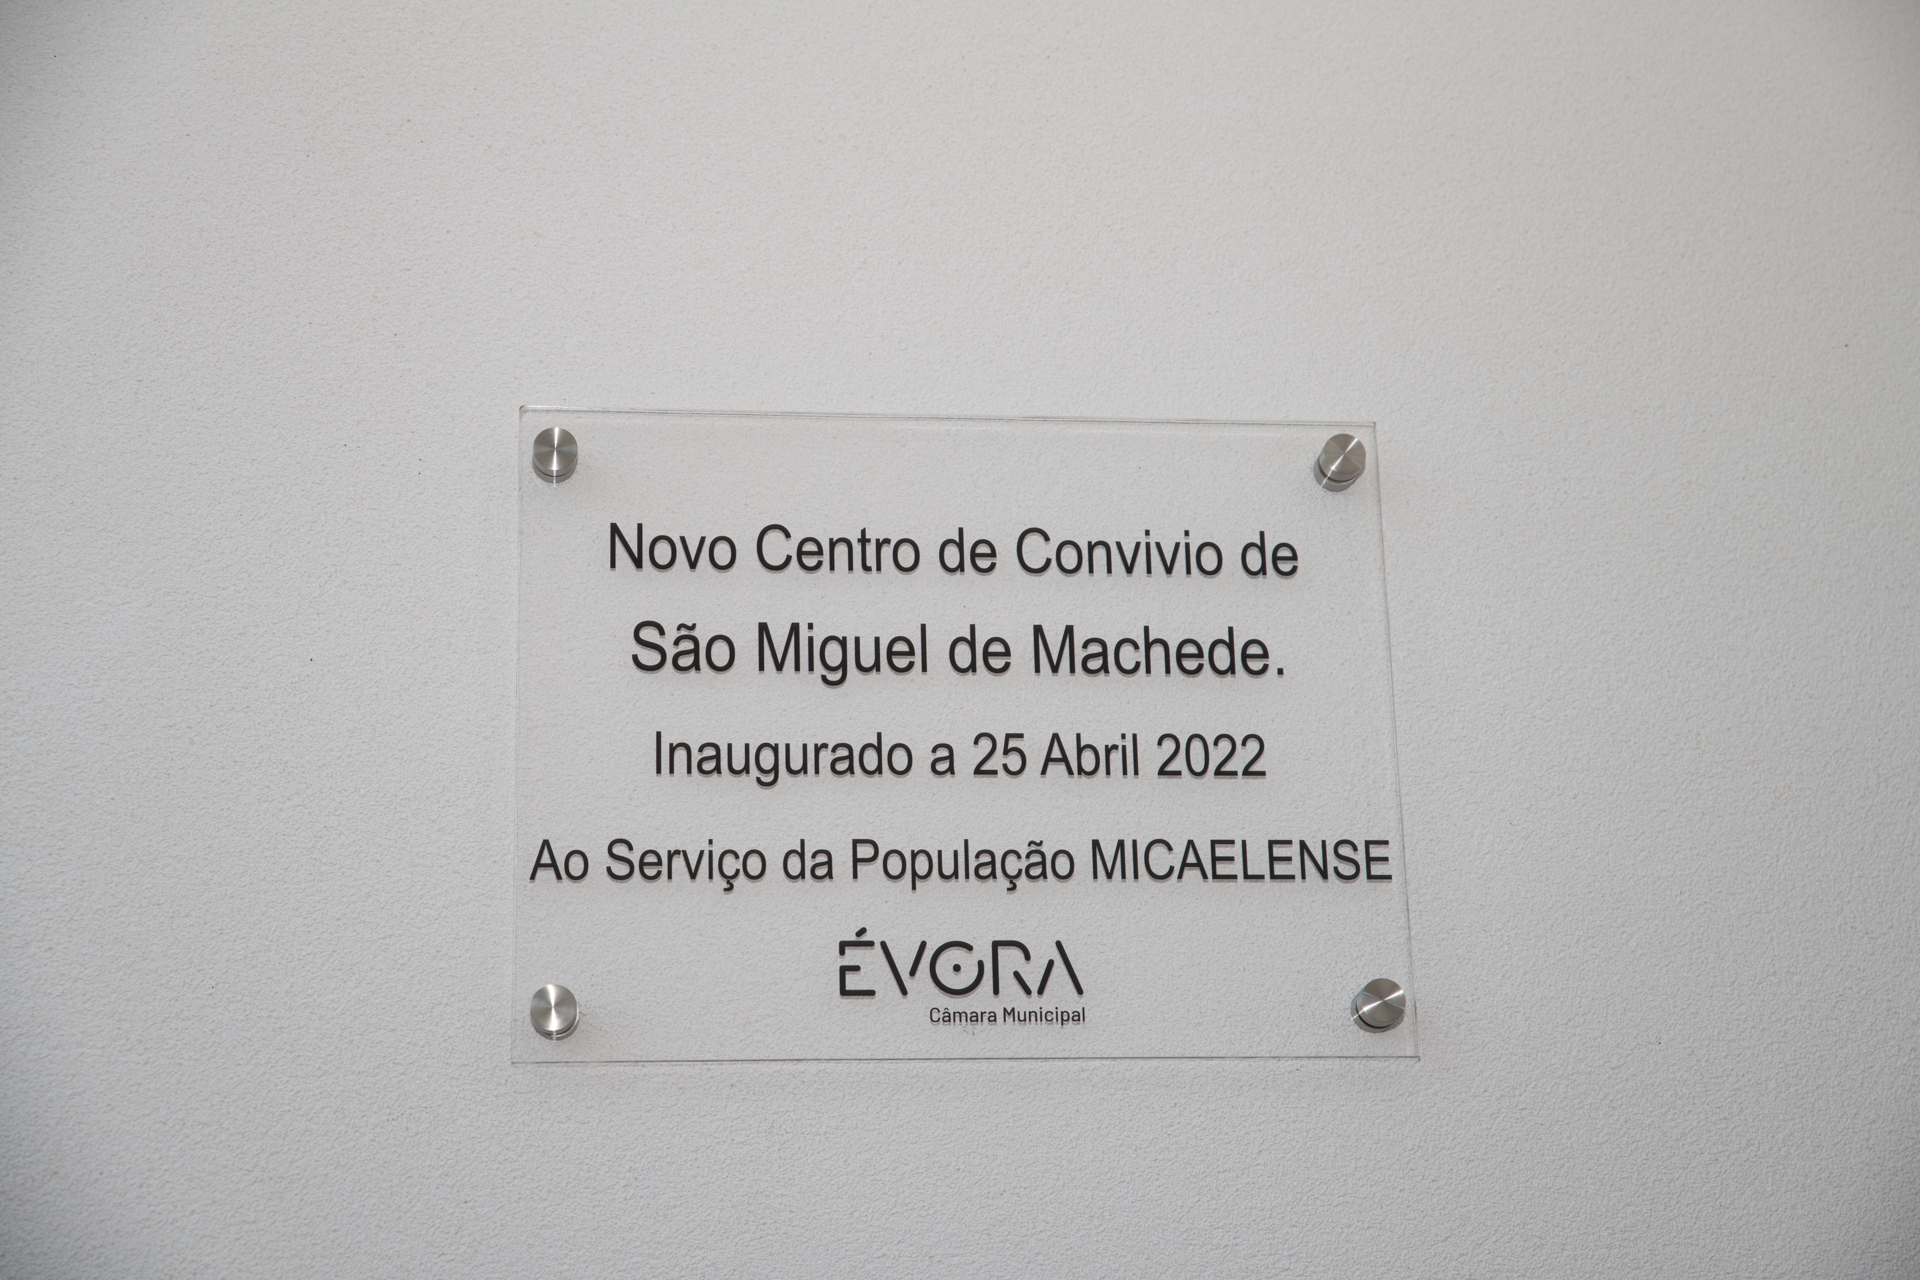 Novo Centro de Convivio de
São Miguel de Machede.
Inaugurado a 25 Abril 2022
Ao Serviço da População MICAELENSE
ÉVORA
Câmara Municipal